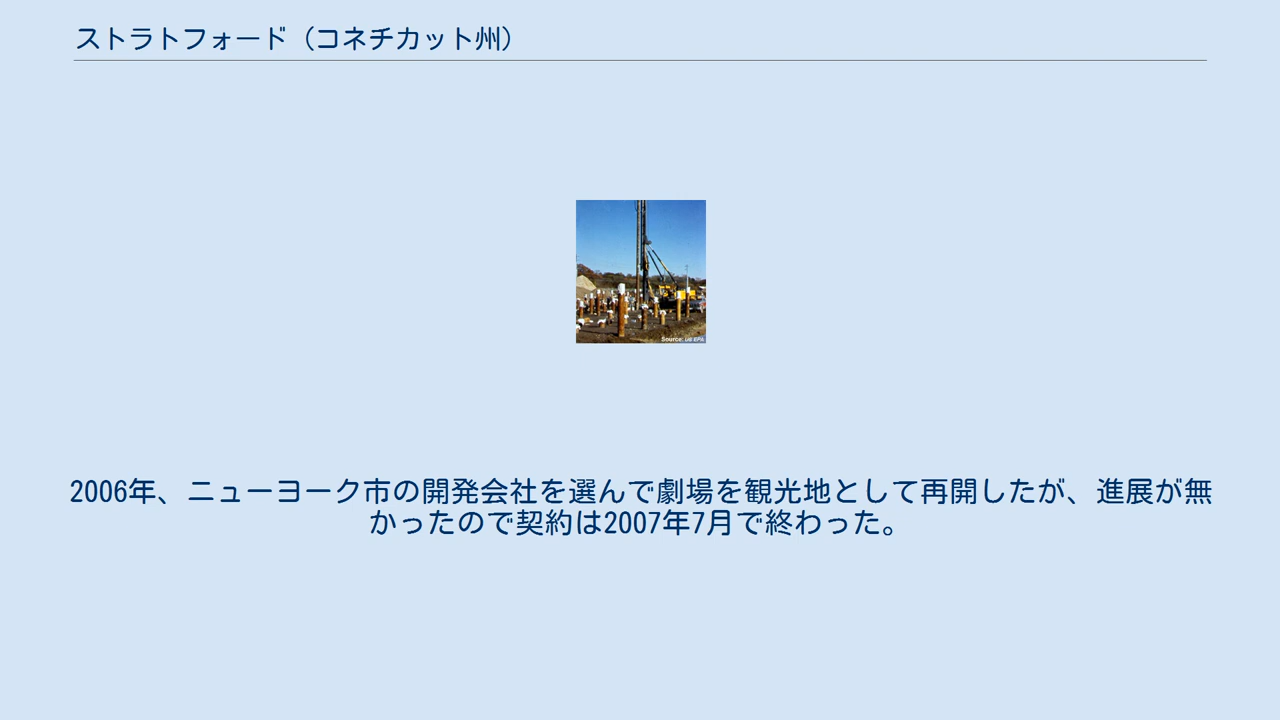 ストラトフォード（コネチカット州）
Source: US EPA
2006年、ニューヨーク市の開発会社を選んで劇場を観光地として再開したが、進展が無
かったので契約は2007年7月で終わった。